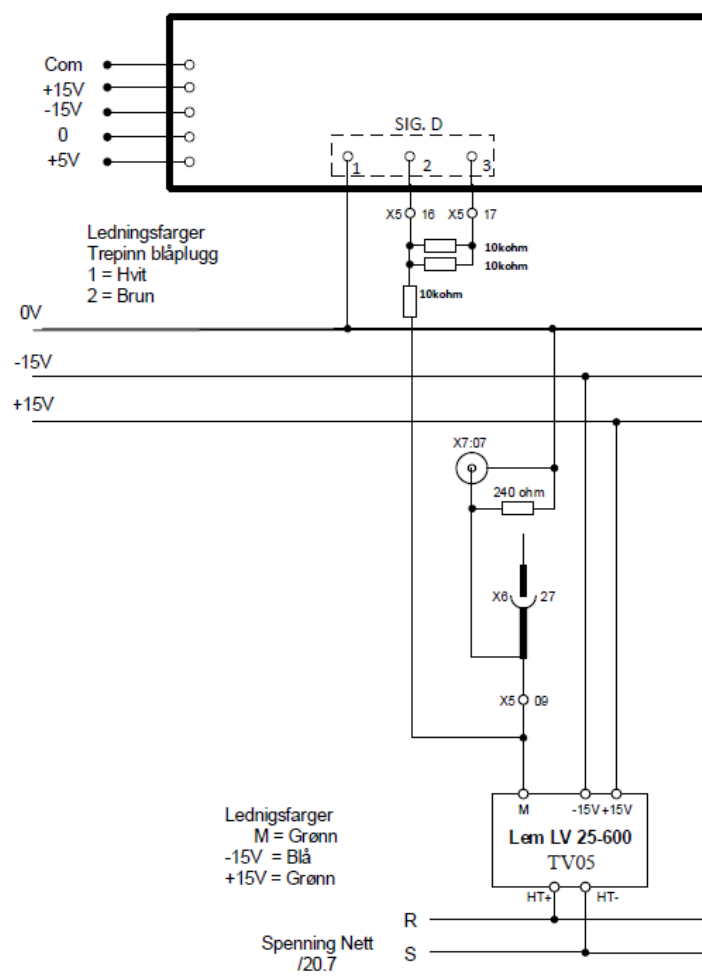 Com
+15V
-15V
0
+5V
SIG. D
1
2
3
X5
16
X5
17
Ledningsfarger
Trepinn blåplugg
1 = Hvit
2 = Brun
10kohm
10kohm
10kohm
0V
-15V
+15V
X7:07
240 ohm
X6
27
X5
09
M
-15V
+15V
Lem LV 25-600
TV05
HT+
HT-
Lednigsfarger
M = Grønn
-15V = Blå
+15V = Grønn
R
Spenning Nett
S
/20.7